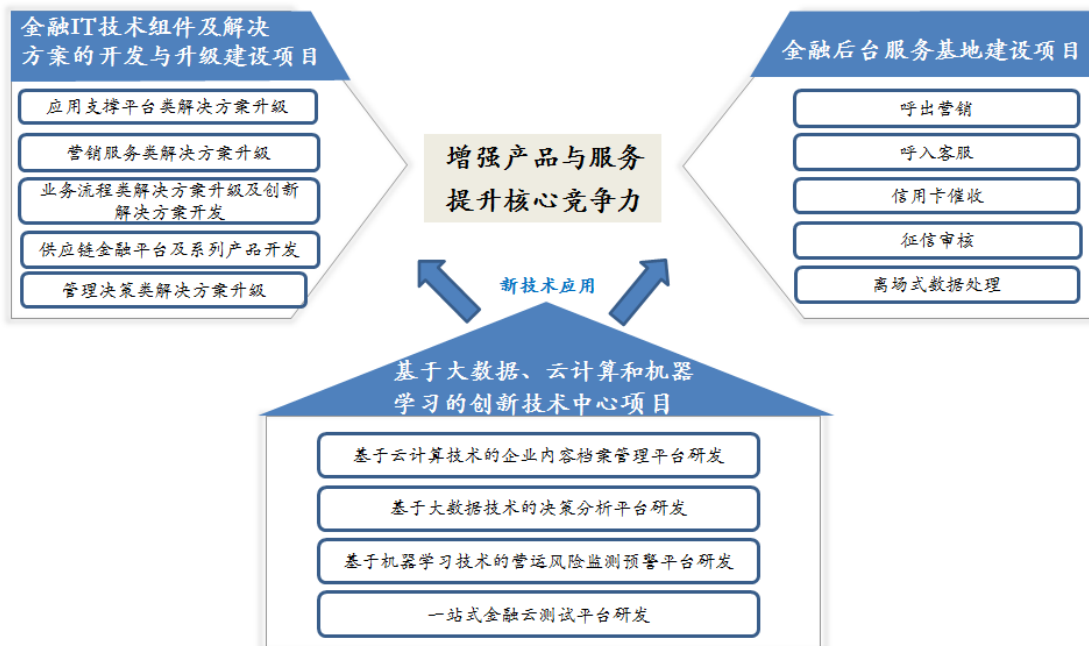 金融IT技术组件及解决
方案的开发与升级建设项目
应用支撑平台类解决方案升级
营销服务类解决方案升级
业务流程类解决方案升级及创新
解决方案开发
供应链金融平台及系列产品开发
管理决策类解决方案升级
增强产品与服务
提升核心竞争力
金融后台服务基地建设项目
呼出营销
呼入客服
信用卡催收
征信审核
离场式数据处理
新技术应用
基于大数据、云计算和机器
学习的创新技术中心项目
基于云计算技术的企业内容档案管理平台研发
基于大数据技术的决策分析平台研发
基于机器学习技术的营运风险监测预警平台研发
一站式金融云测试平台研发